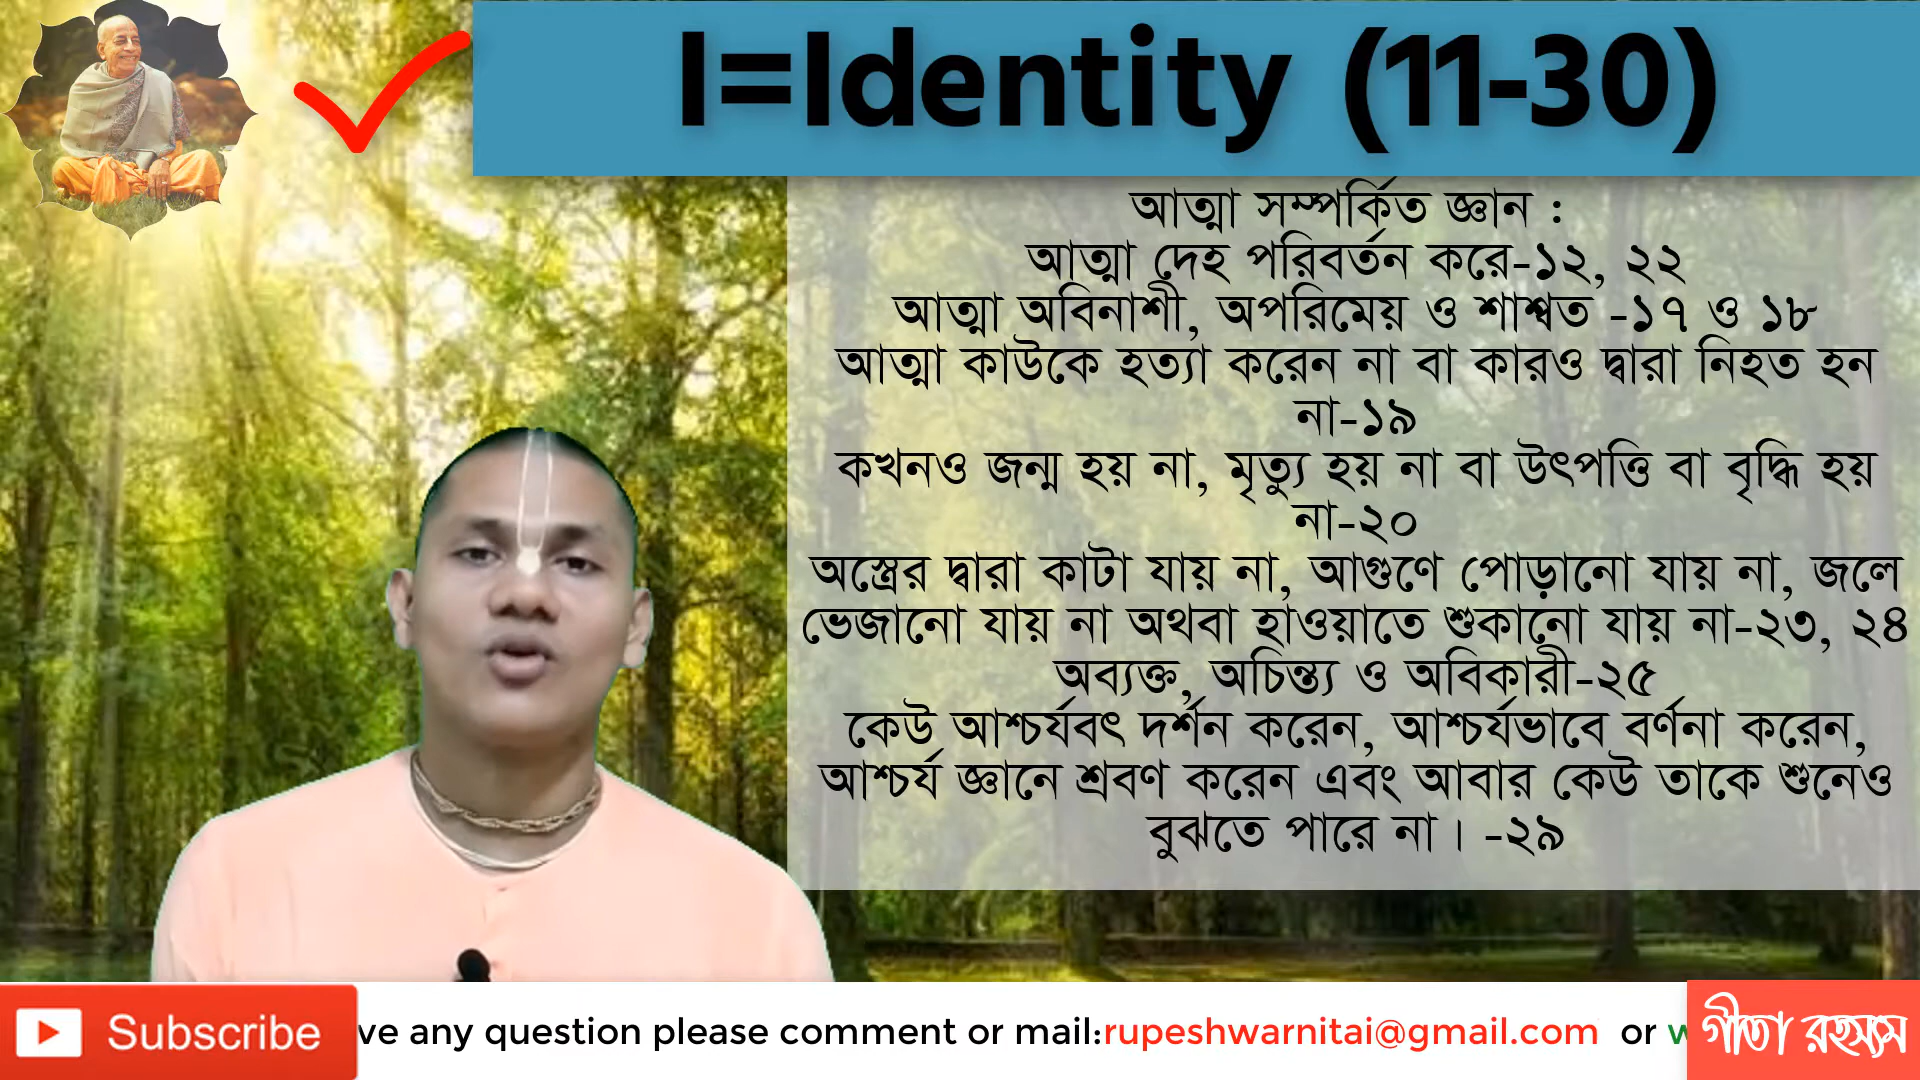 I=Identity (11-30)
আত্মা সম্পর্কিত জ্ঞান :
আত্মা দেহ পরিবর্তন করে-১২, ২২
আত্মা অবিনাশী, অপরিমেয় ও শাশ্বত -১৭ ও ১৮
আত্মা কাউকে হত্যা করেন না বা কারও দ্বারা নিহত হন
না-১৯
কখনও জন্ম হয় না, মৃত্যু হয় না বা উৎপত্তি বা বৃদ্ধি হয়
না-২০
অস্ত্রের দ্বারা কাটা যায় না, আগুণে পোড়ানো যায় না, জলে
ভেজানো যায় না অথবা হাওয়াতে শুকানো যায় না-২৩, ২৪
অব্যক্ত, অচিন্ত্য ও অবিকারী-২৫
কেউ আশ্চর্যবৎ দর্শন করেন, আশ্চর্যভাবে বর্ণনা করেন,
আশ্চর্য জ্ঞানে শ্রবণ করেন এবং আবার কেউ তাকে শুনেও
বুঝতে পারে না। -২৯
Subscribe ve any question please comment or mail:rupeshwarnitai@gmail.com or গীতা রহস্যম